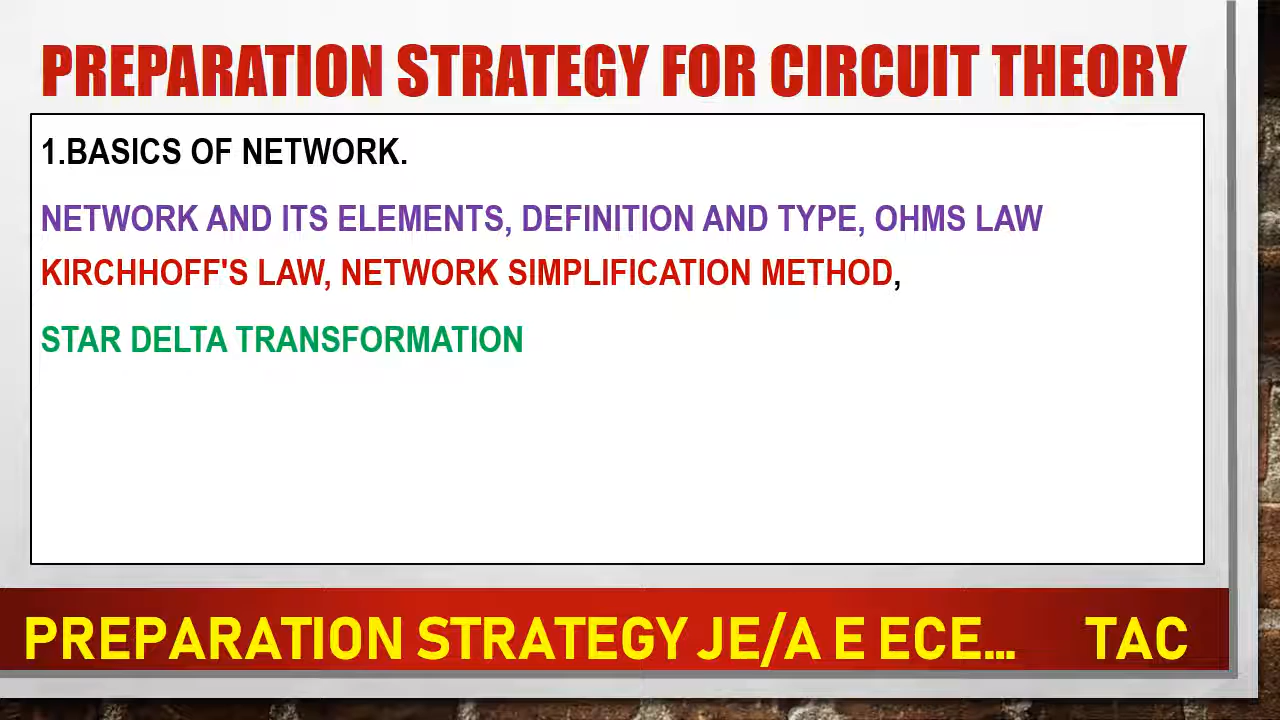 PREPARATION STRATEGY FOR CIRCUIT THEORY
1.BASICS OF NETWORK.
NETWORK AND ITS ELEMENTS, DEFINITION AND TYPE, OHMS LAW
KIRCHHOFF'S LAW, NETWORK SIMPLIFICATION METHOD,
STAR DELTA TRANSFORMATION
PREPARATION STRATEGY JE/A E ECE... TAC